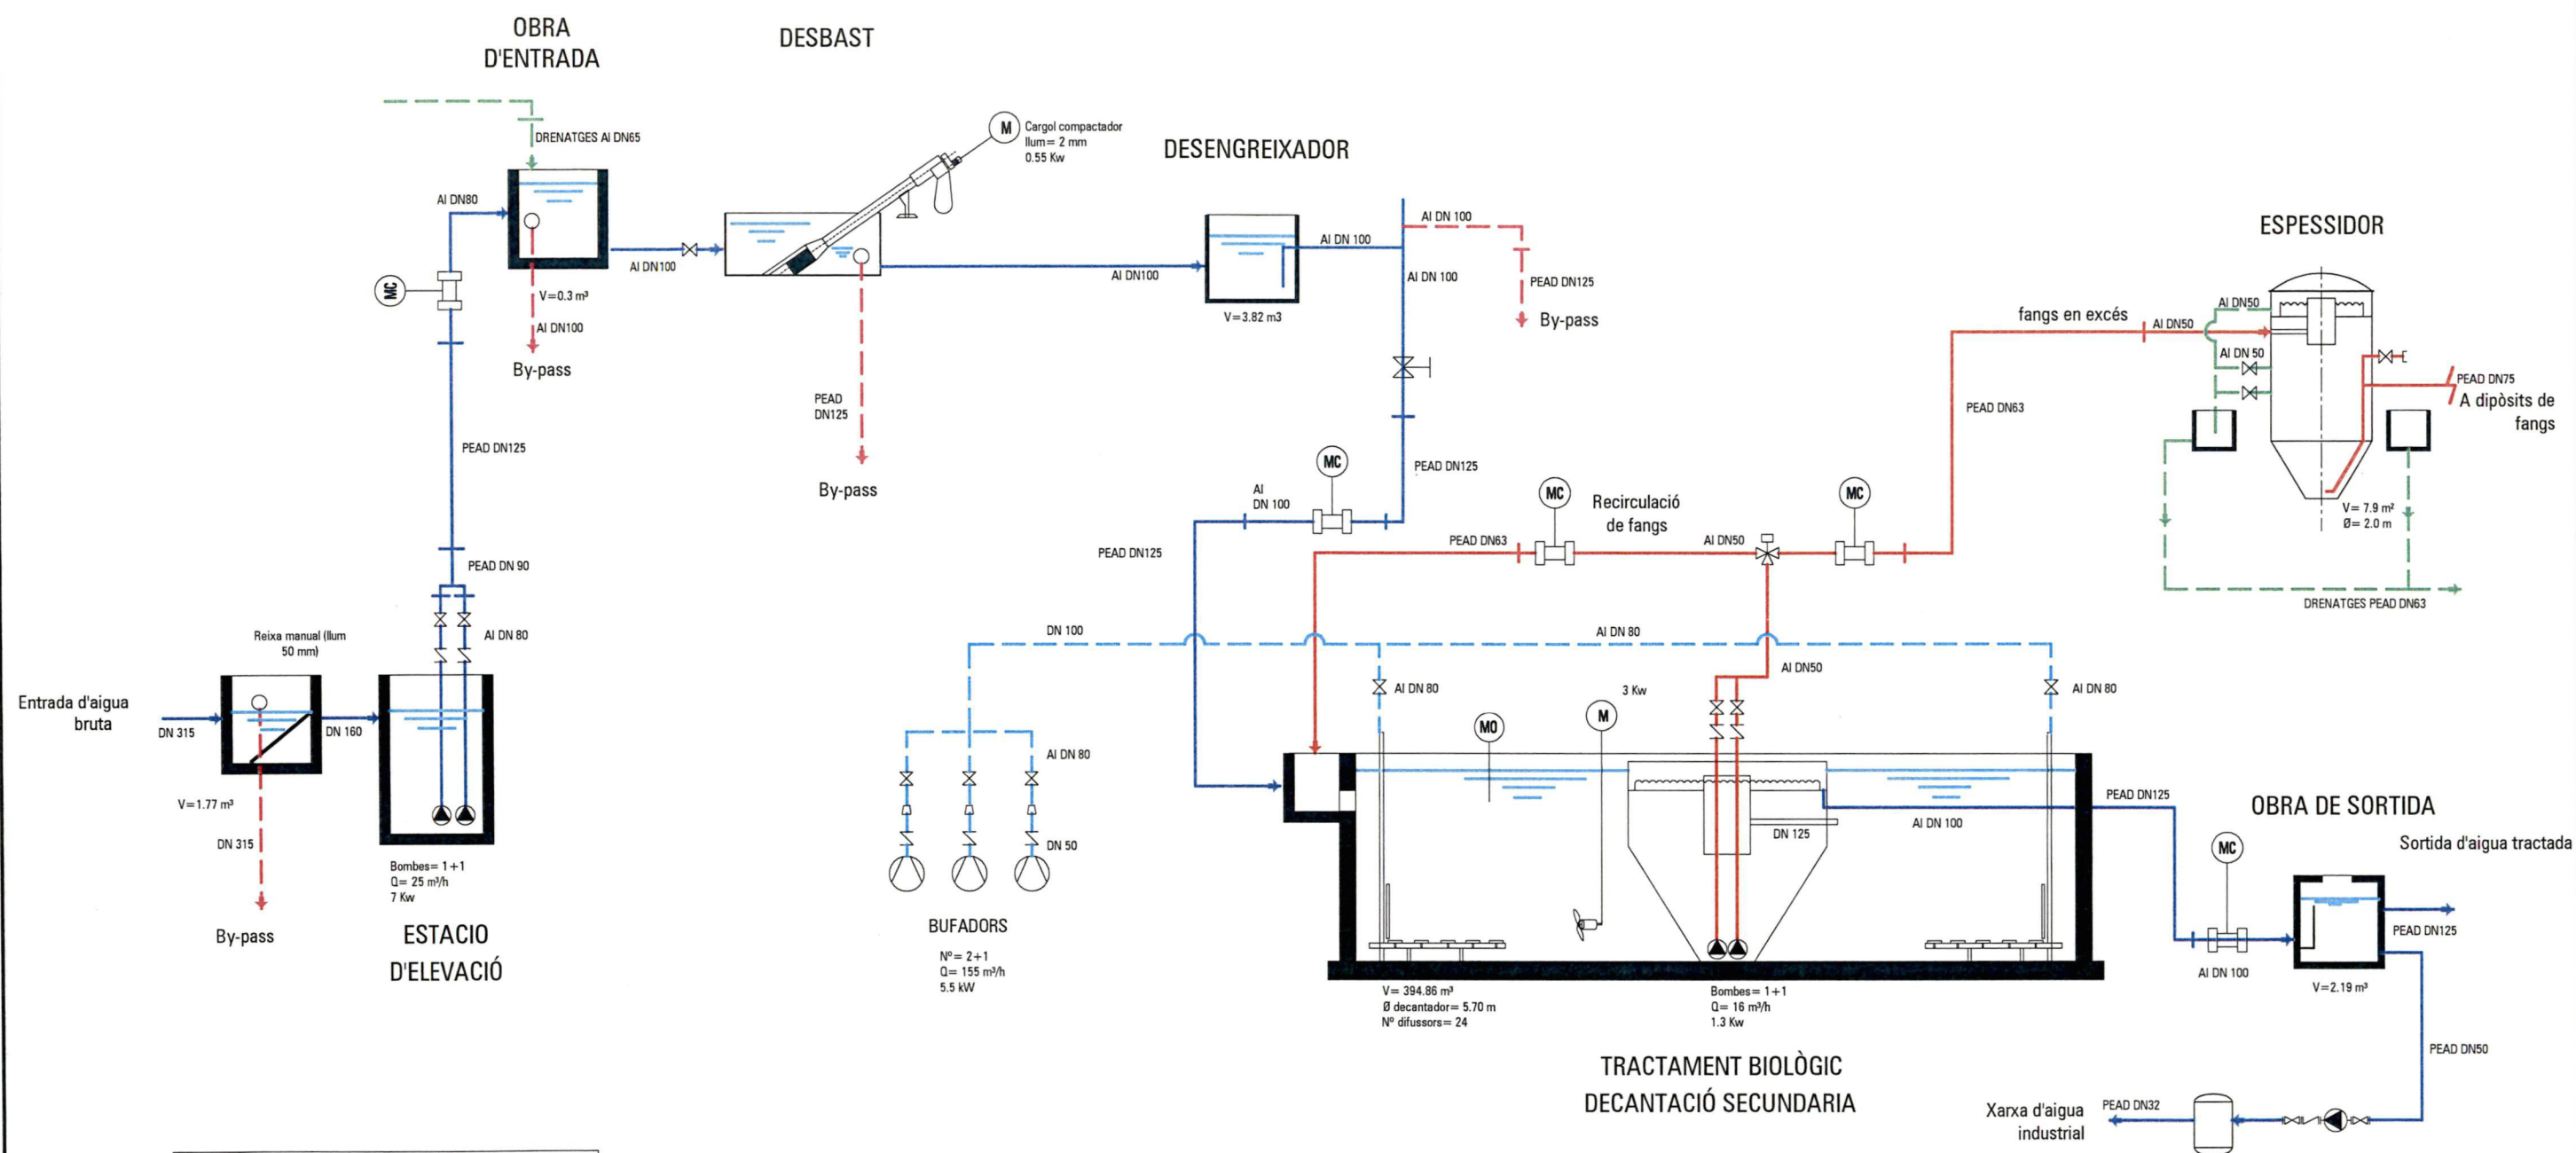 OBRA
D'ENTRADA
DESBAST
DRENATGES AI DN65
M
Cargol compactador
llum= 2 mm
0.55 Kw
DESENGREIXADOR
AI DN80
MC
V=0.3 m³
AI DN100
By-pass
AI DN100
PEAD
DN125
By-pass
AI DN100
V=3.82 m3
AI DN 100
AI DN 100
AI DN 100
PEAD DN125
By-pass
ESPESSIDOR
fangs en excés
AI DN50
AI DN50
AI DN 50
PEAD DN75
A dipòsits de
fangs
PEAD DN63
V= 7.9 m²
Ø= 2.0 m
DRENATGES PEAD DN63
PEAD DN125
PEAD DN125
MC
AI
DN 100
PEAD DN125
MC
Recirculació
de fangs
MC
PEAD DN63
AI DN50
PEAD DN 90
AI DN 80
Reixa manual (llum
50 mm)
Entrada d'aigua
bruta
DN 315
DN 160
V=1.77 m³
DN 315
By-pass
Bombes= 1+1
Q= 25 m³/h
7 Kw
ESTACIO
D'ELEVACIÓ
DN 100
AI DN 80
AI DN 80
DN 50
BUFADORS
Nº= 2+1
Q= 155 m³/h
5.5 kW
AI DN 80
MO
M
3 Kw
AI DN50
AI DN 80
DN 125
AI DN 100
V= 394.86 m³
Ø decantador= 5.70 m
Nº difussors= 24
Bombes= 1+1
Q= 16 m³/h
1.3 Kw
TRACTAMENT BIOLÒGIC
DECANTACIÓ SECUNDARIA
PEAD DN125
OBRA DE SORTIDA
MC
Sortida d'aigua tractada
PEAD DN125
AI DN 100
V=2.19 m³
PEAD DN50
Xarxa d'aigua
industrial
PEAD DN32